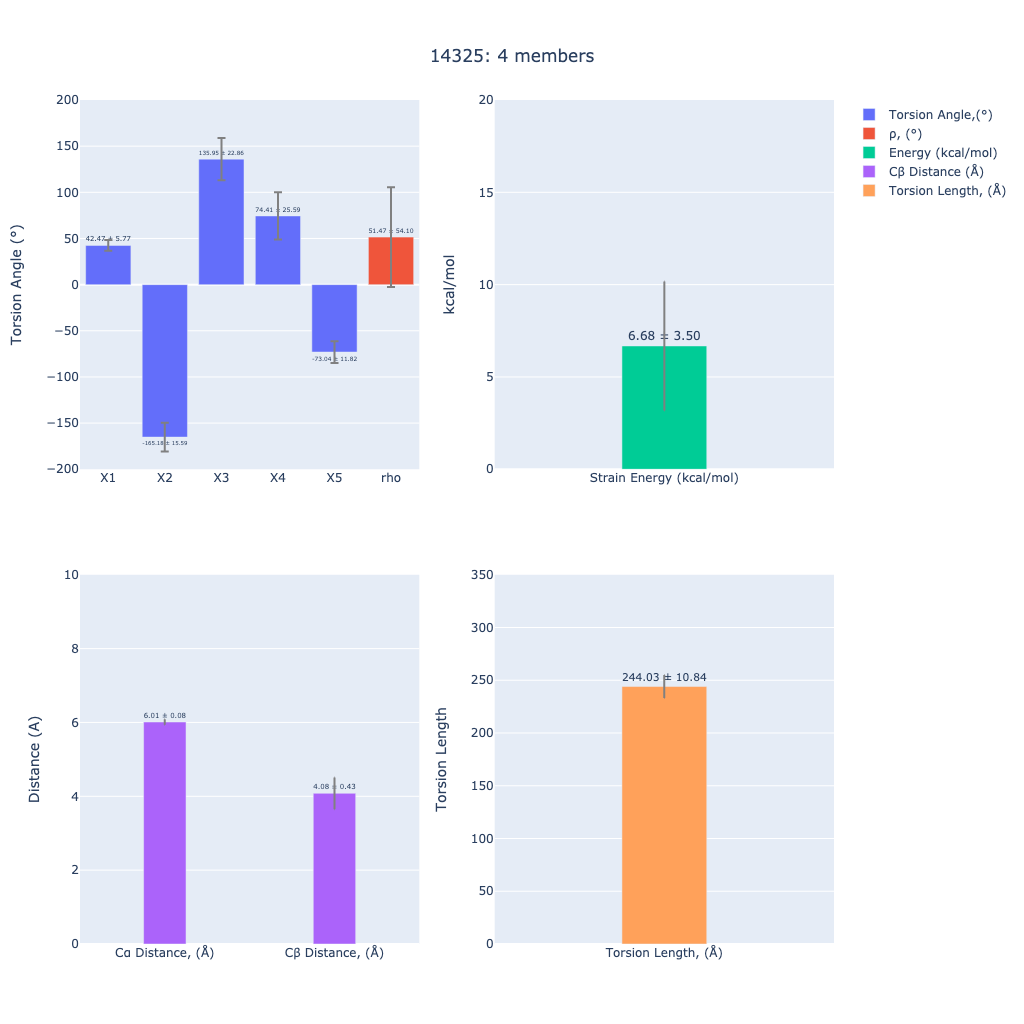 14325: 4 members
200
150
100
50
0
−50
−100
−150
−200
Torsion Angle (°)
42.47 ± 5.77
-165.18 ± 15.59
135.95 ± 22.86
74.41 ± 25.59
-73.04 ± 11.82
51.47 ± 54.10
X1 X2 X3 X4 X5 rho
20
15
10
5
0
kcal/mol
6.68 ± 3.50
Strain Energy (kcal/mol)
Torsion Angle,(°)
ρ, (°)
Energy (kcal/mol)
Cβ Distance (Å)
Torsion Length, (Å)
10
8
6
4
2
0
Distance (A)
6.01 ± 0.08
4.08 ± 0.43
Cα Distance, (Å) Cβ Distance, (Å)
350
300
250
200
150
100
50
0
Torsion Length
244.03 ± 10.84
Torsion Length, (Å)